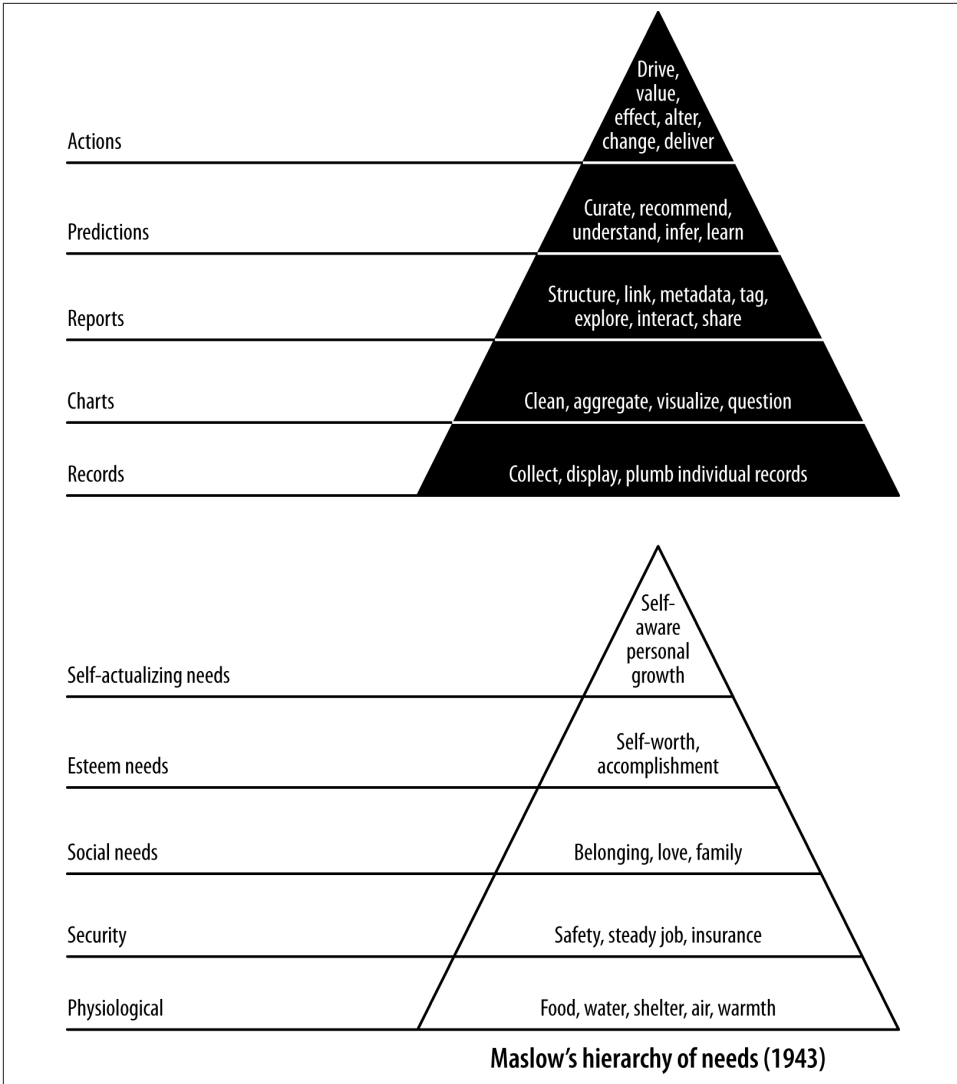 Drive,
value,
effect, alter,
change, deliver
Actions
Curate, recommend,
understand, infer, learn
Predictions
Structure, link, metadata, tag,
explore, interact, share
Reports
Charts
Clean, aggregate, visualize, question
Records
Collect, display, plumb individual records
Self-
aware
personal
growth
Self-actualizing needs
Self-worth,
accomplishment
Esteem needs
Social needs
Belonging, love, family
Security
Safety, steady job, insurance
Physiological
Food, water, shelter, air, warmth
Maslow’s hierarchy of needs (1943)